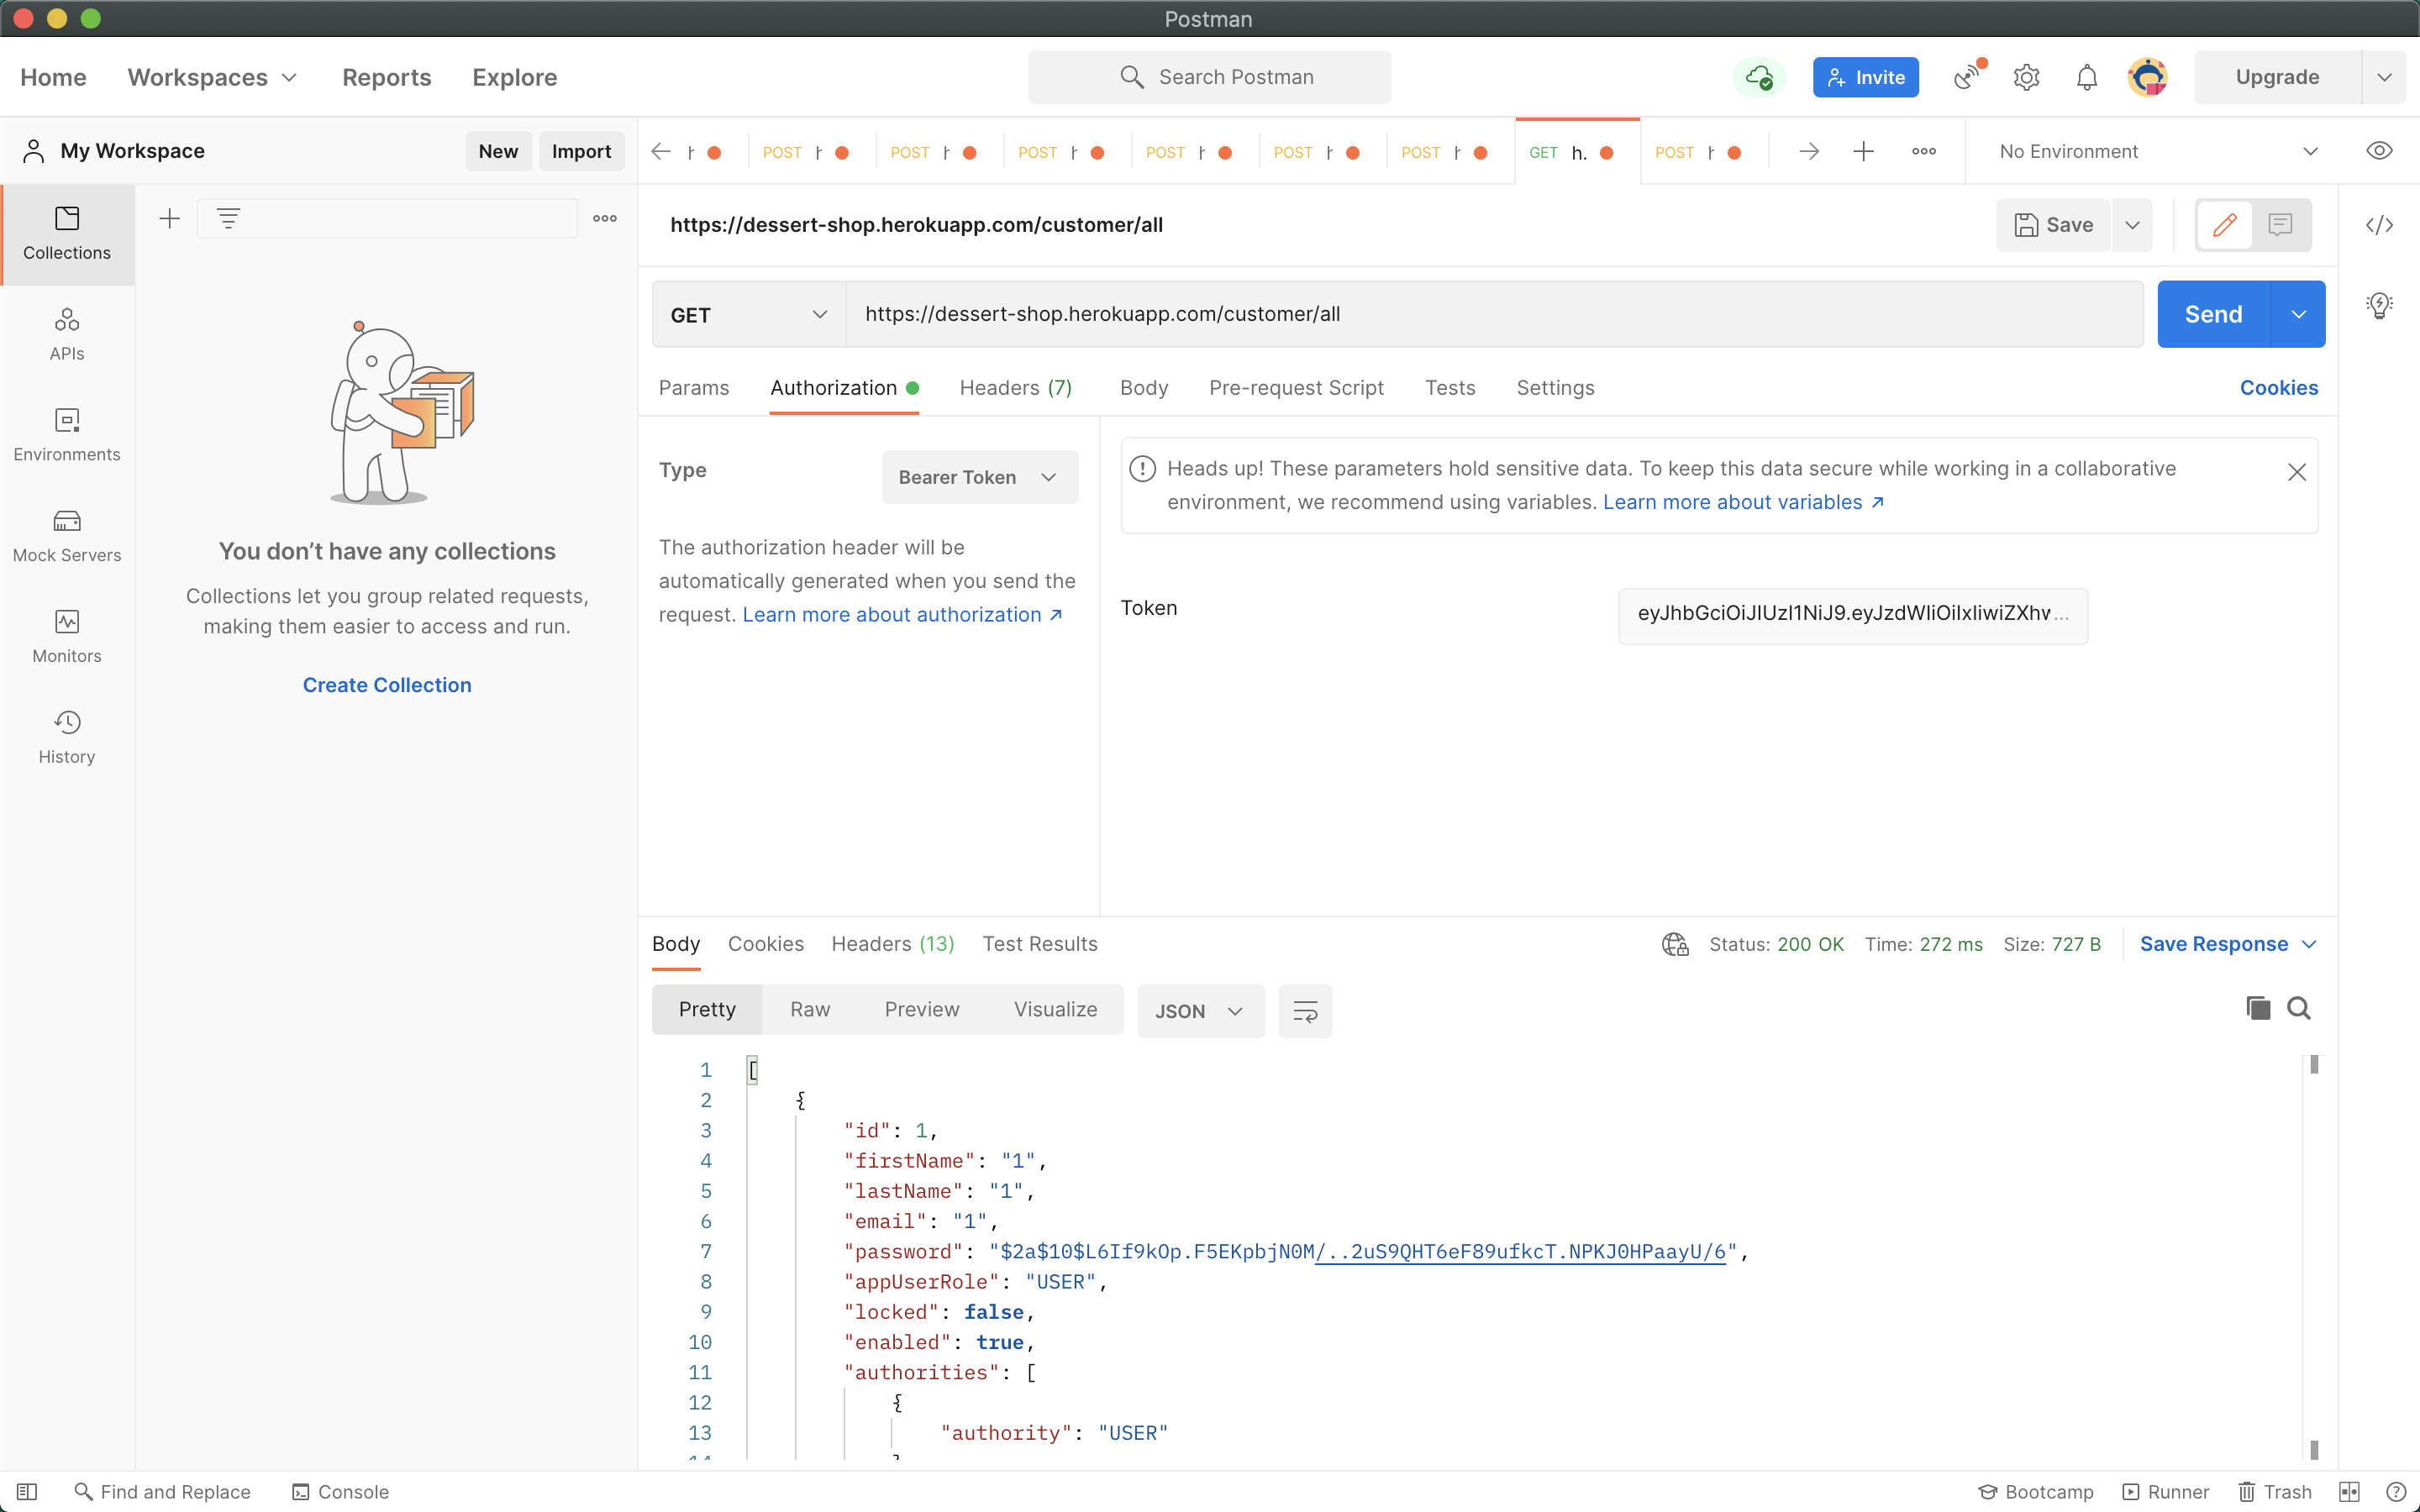 Postman
Home Workspaces Reports Explore
Search Postman
Invite
Upgrade
My Workspace
New Import
POST
POST
POST
POST
POST
POST
GET h.
POST
No Environment
Collections
APIs
Environments
Mock Servers
Monitors
History
You don’t have any collections
Collections let you group related requests,
making them easier to access and run.
Create Collection
https://dessert-shop.herokuapp.com/customer/all
Save
GET https://dessert-shop.herokuapp.com/customer/all
Send
Params Authorization Headers (7) Body Pre-request Script Tests Settings
Cookies
Type
Bearer Token
The authorization header will be
automatically generated when you send the
request. Learn more about authorization ↗
Heads up! These parameters hold sensitive data. To keep this data secure while working in a collaborative
environment, we recommend using variables. Learn more about variables ↗
Token
Body Cookies Headers (13) Test Results
Status: 200 OK Time: 272 ms Size: 727 B
Save Response
Pretty Raw Preview Visualize
JSON
1 [
2 {
3 "id": 1,
4 "firstName": "1",
5 "lastName": "1",
6 "email": "1",
7 "password": "$2a$10$L6If9kOp.F5EKpbjN0M/..2uS9QHT6eF89ufkcT.NPKJ0HPaayU/6",
8 "appUserRole": "USER",
9 "locked": false,
10 "enabled": true,
11 "authorities": [
12 {
13 "authority": "USER"
Find and Replace Console
Bootcamp Runner Trash